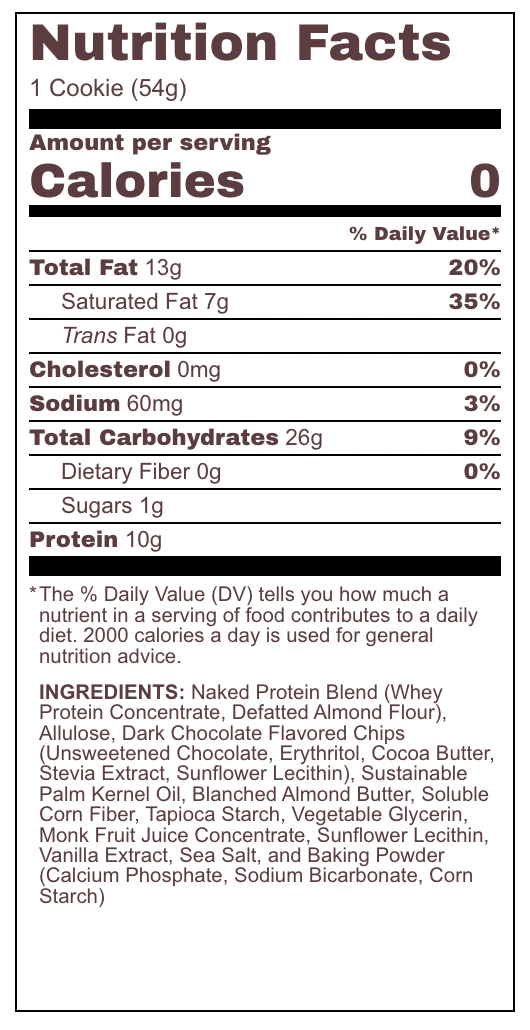 Nutrition Facts
1 Cookie (54g)
Amount per serving
Calories 0
% Daily Value*
Total Fat 13g 20%
Saturated Fat 7g 35%
Trans Fat 0g
Cholesterol 0mg 0%
Sodium 60mg 3%
Total Carbohydrates 26g 9%
Dietary Fiber 0g 0%
Sugars 1g
Protein 10g
*The % Daily Value (DV) tells you how much a
nutrient in a serving of food contributes to a daily
diet. 2000 calories a day is used for general
nutrition advice.
INGREDIENTS: Naked Protein Blend (Whey
Protein Concentrate, Defatted Almond Flour),
Allulose, Dark Chocolate Flavored Chips
(Unsweetened Chocolate, Erythritol, Cocoa Butter,
Stevia Extract, Sunflower Lecithin), Sustainable
Palm Kernel Oil, Blanched Almond Butter, Soluble
Corn Fiber, Tapioca Starch, Vegetable Glycerin,
Monk Fruit Juice Concentrate, Sunflower Lecithin,
Vanilla Extract, Sea Salt, and Baking Powder
(Calcium Phosphate, Sodium Bicarbonate, Corn
Starch)